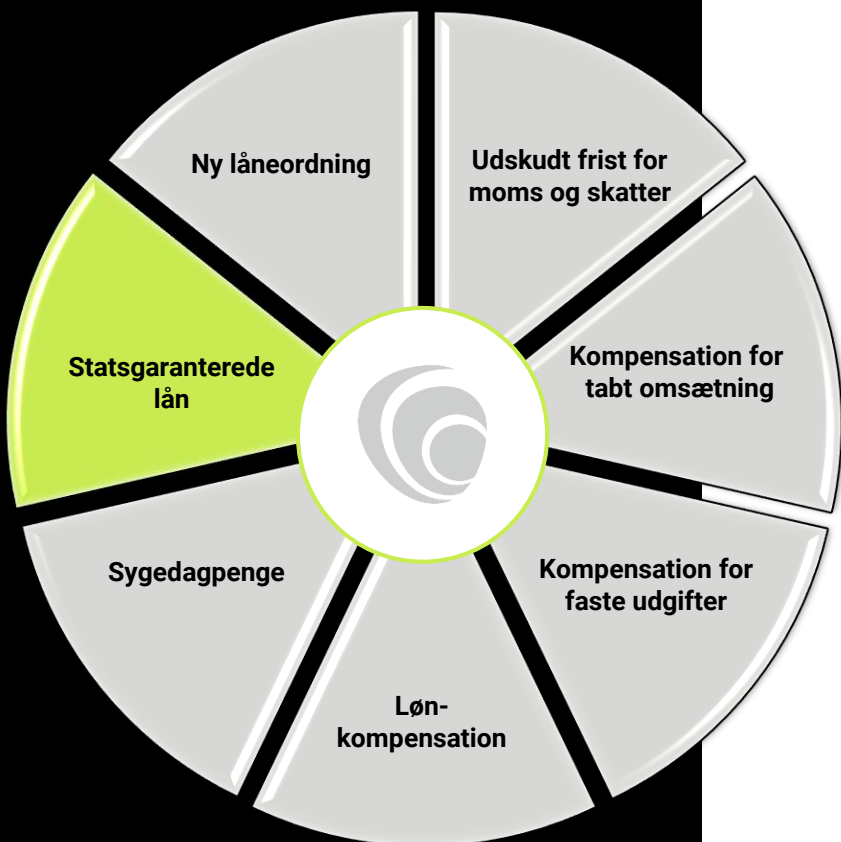 Ny låneordning
Udskudt frist for
moms og skatter
Statsgaranterede
lån
Kompensation for
tabt omsætning
Sygedagpenge
Kompensation for
faste udgifter
Løn-
kompensation